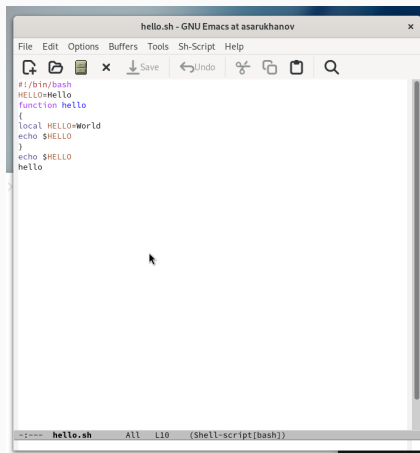 hello.sh - GNU Emacs at asarukhanov
File Edit Options Buffers Tools Sh-Script Help
Save Undo
#!/bin/bash
HELLO=Hello
function hello
{
local HELLO=World
echo $HELLO
}
echo $HELLO
hello
-:--- hello.sh All L10 (Shell-script[bash])